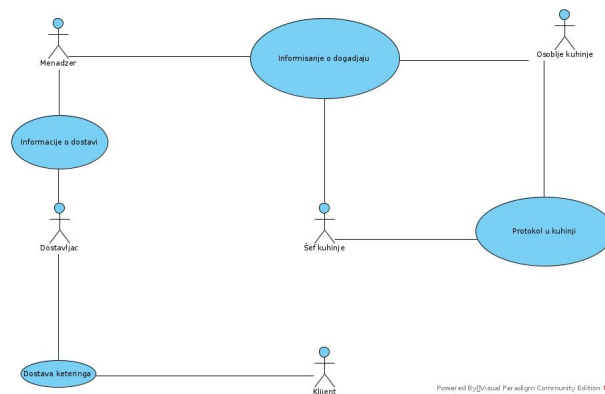 Osoblje kuhinje
Menadzer
Informisanje o dogadjaju
Informacije o dostavi
Dostavljac
Šef kuhinje
Protokol u kuhinji
Dostava keteringa
Klijent
Powered By Visual Paradigm Community Edition